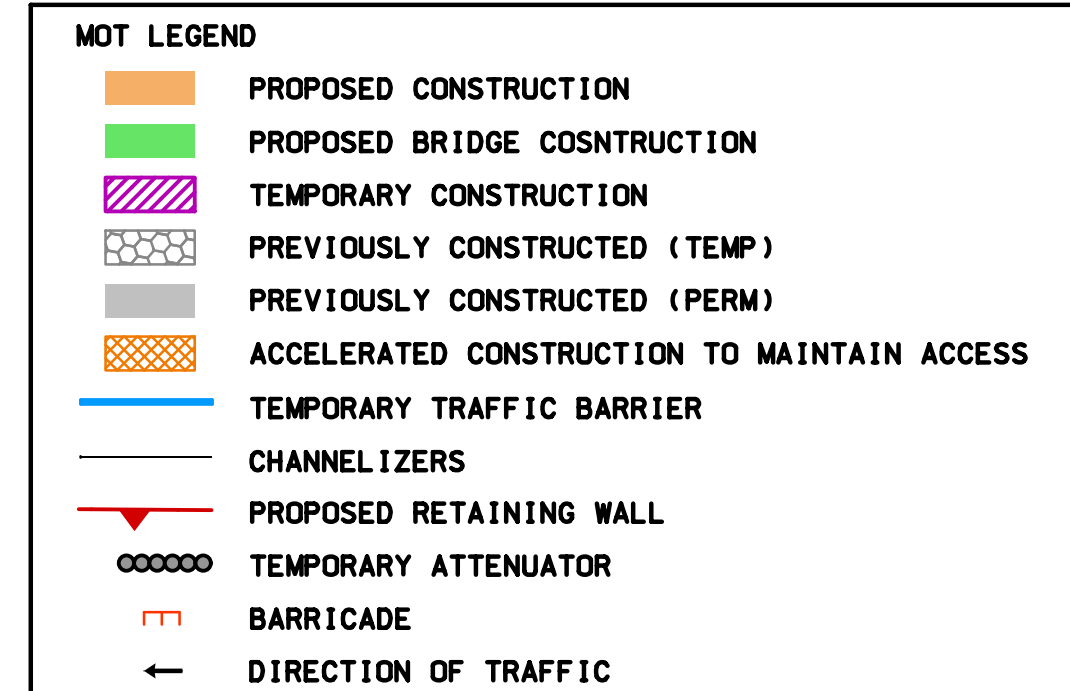 MOT LEGEND
PROPOSED CONSTRUCTION
PROPOSED BRIDGE COSNTRUCTION
TEMPORARY CONSTRUCTION
PREVIOUSLY CONSTRUCTED (TEMP)
PREVIOUSLY CONSTRUCTED (PERM)
ACCELERATED CONSTRUCTION TO MAINTAIN ACCESS
TEMPORARY TRAFFIC BARRIER
CHANNELIZERS
PROPOSED RETAINING WALL
TEMPORARY ATTENUATOR
BARRICADE
DIRECTION OF TRAFFIC